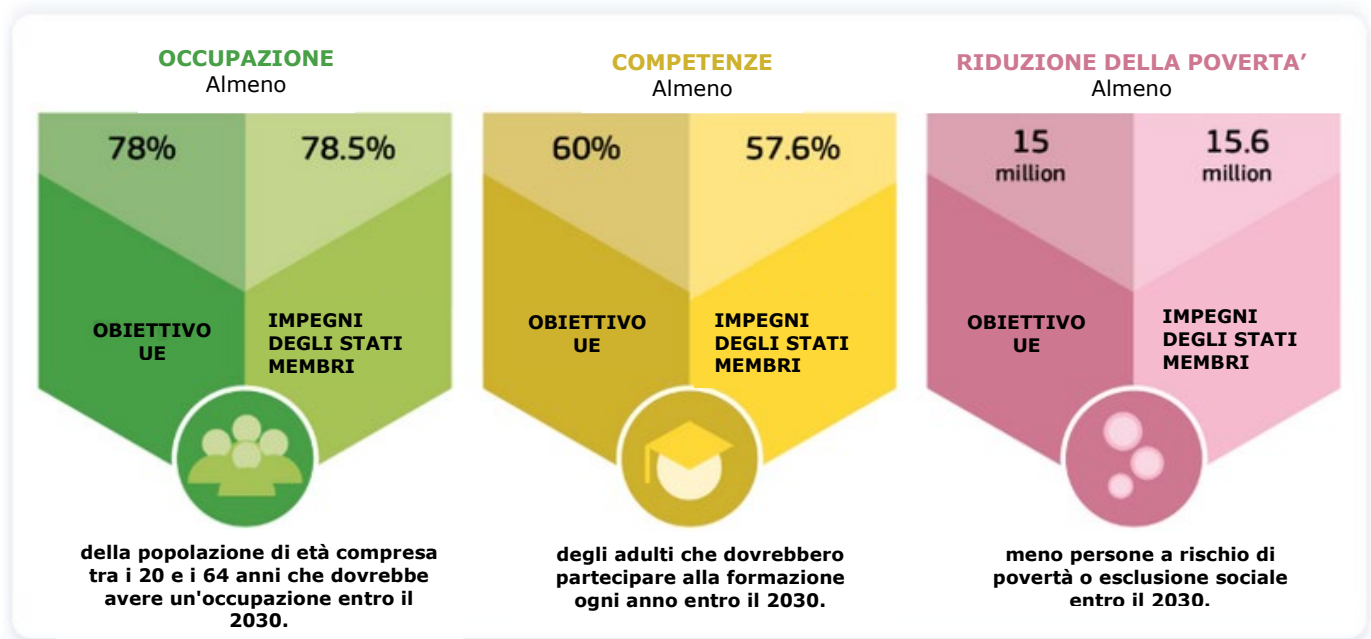 OCCUPAZIONE
Almeno
78%
78.5%
OBIETTIVO
UE
IMPEGNI
DEGLI STATI
MEMBRI
della popolazione di età compresa
tra i 20 e i 64 anni che dovrebbe
avere un'occupazione entro il
2030.
COMPETENZE
Almeno
60%
57.6%
OBIETTIVO
UE
IMPEGNI
DEGLI STATI
MEMBRI
degli adulti che dovrebbero
partecipare alla formazione
ogni anno entro il 2030.
RIDUZIONE DELLA POVERTA’
Almeno
15
million
15.6
million
OBIETTIVO
UE
IMPEGNI
DEGLI STATI
MEMBRI
meno persone a rischio di
povertà o esclusione sociale
entro il 2030.